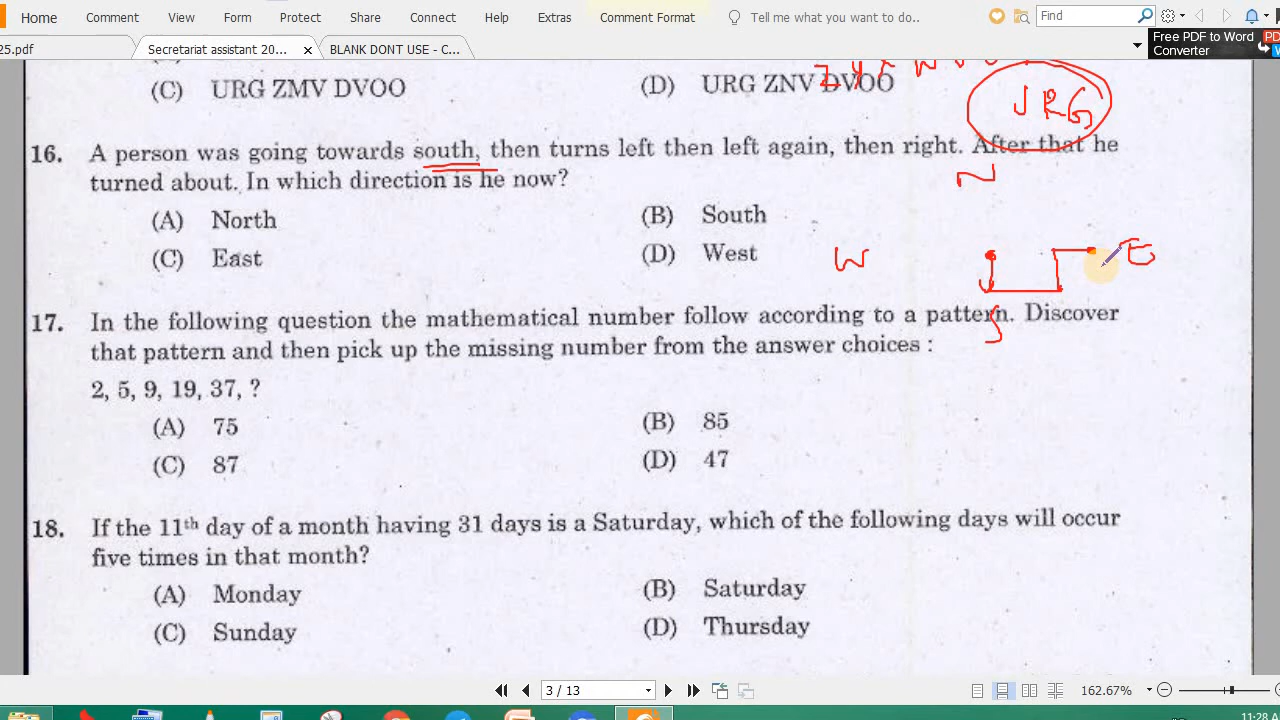 Home Comment View Form Protect Share Connect Help Extras Comment Format Tell me what you want to do.. Find
25.pdf Secretariat assistant 20... × BLANK DONT USE - C... Free PDF to Word Converter
(C) URG ZMV DVOO (D) URG ZNV DVOO
16. A person was going towards south, then turns left then left again, then right. After that he
turned about. In which direction is he now?
N
(A) North (B) South
(C) East (D) West
W E
S
17. In the following question the mathematical number follow according to a pattern. Discover
that pattern and then pick up the missing number from the answer choices :
2, 5, 9, 19, 37, ?
(A) 75 (B) 85
(C) 87 (D) 47
18. If the 11th day of a month having 31 days is a Saturday, which of the following days will occur
five times in that month?
(A) Monday (B) Saturday
(C) Sunday (D) Thursday
3 / 13 162.67%